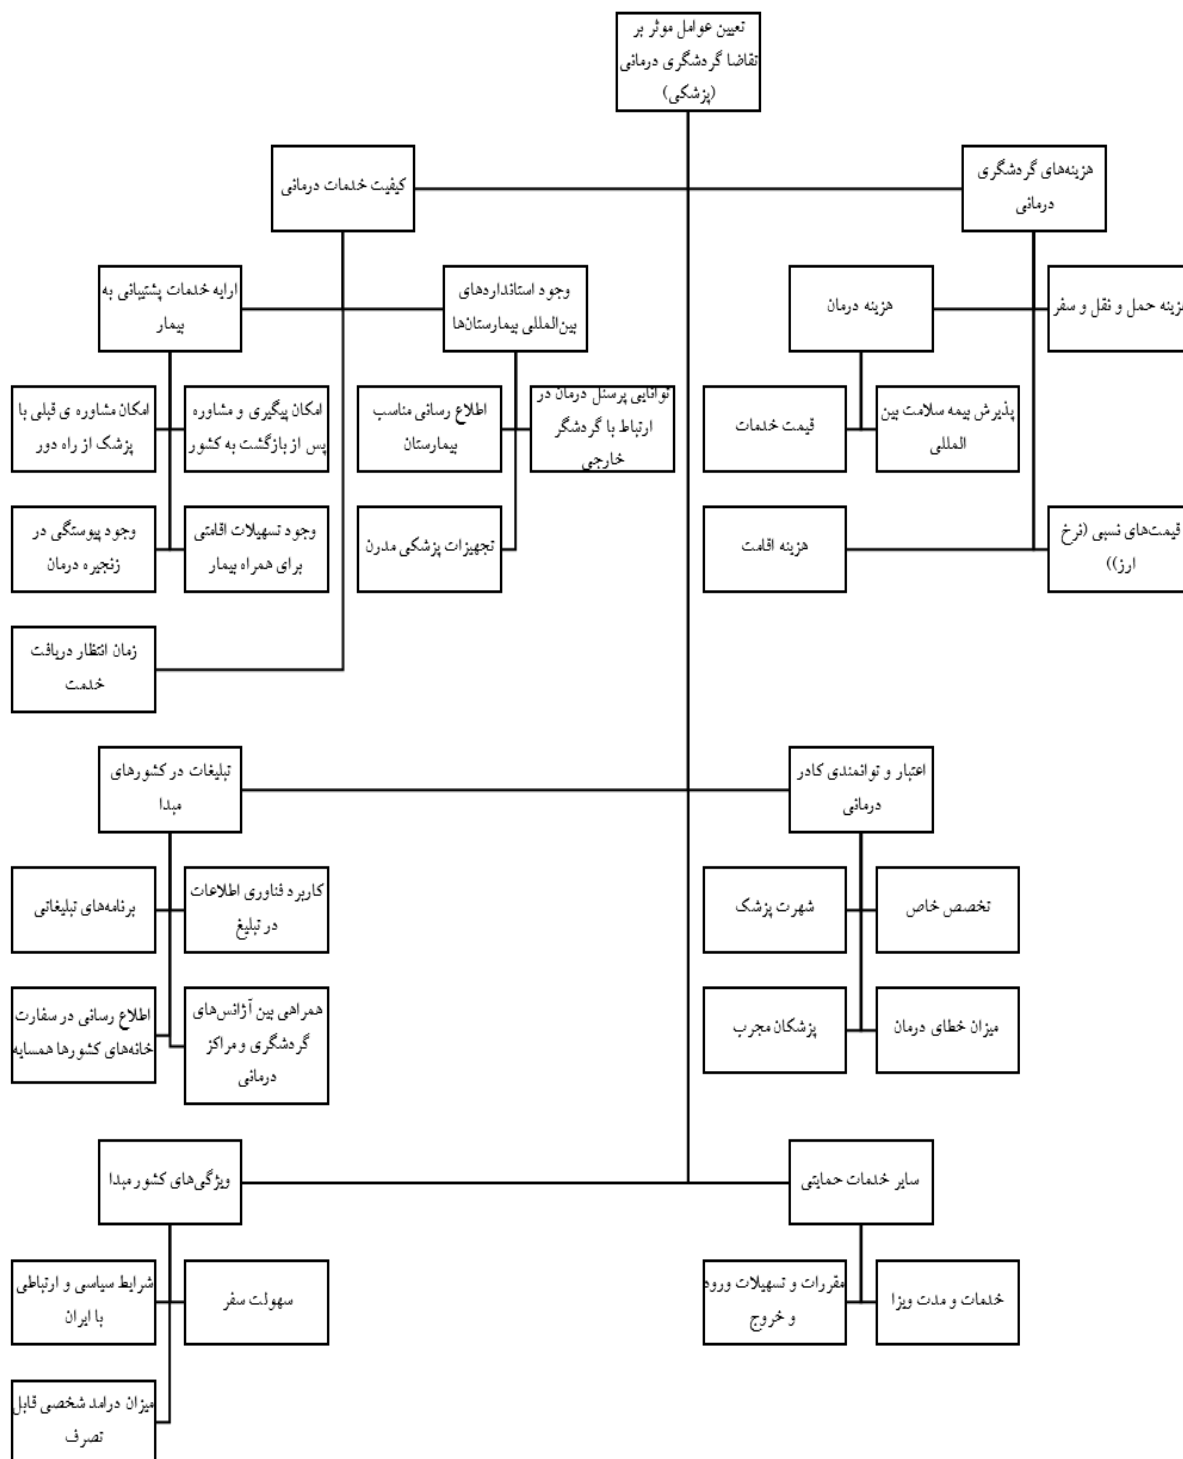 تعیین عوامل موثر بر
تقاضا گردشگری درمانی
(پزشکی)
هزینه‌های گردشگری
درمانی
کیفیت خدمات درمانی
هزینه حمل و نقل و سفر
هزینه درمان
وجود استانداردهای
بین‌المللی بیمارستان‌ها
ارایه خدمات پشتیبانی به
بیمار
پذیرش بیمه سلامت بین
المللی
قیمت خدمات
توانایی پرسنل درمان در
ارتباط با گردشگر
خارجی
اطلاع رسانی مناسب
بیمارستان
امکان پیگیری و مشاوره
پس از بازگشت به کشور
امکان مشاوره ی قبلی با
پزشک از راه دور
قیمت‌های نسبی (نرخ
ارز))
هزینه اقامت
تجهیزات پزشکی مدرن
وجود تسهیلات اقامتی
برای همراه بیمار
وجود پیوستگی در
زنجیره درمان
زمان انتظار دریافت
خدمت
اعتبار و توانمندی کادر
درمانی
تبلیغات در کشورهای
مبدا
تخصص خاص
شهرت پزشک
کاربرد فناوری اطلاعات
در تبلیغ
برنامه‌های تبلیغاتی
میزان خطای درمان
پزشکان مجرب
همراهی بین آژانس‌های
گردشگری و مراکز
درمانی
اطلاع رسانی در سفارت
خانه‌های کشورها همسایه
سایر خدمات حمایتی
ویژگی‌های کشور مبدا
خدمات و مدت ویزا
مقررات و تسهیلات ورود
و خروج
سهولت سفر
شرایط سیاسی و ارتباطی
با ایران
میزان درامد شخصی قابل
تصرف